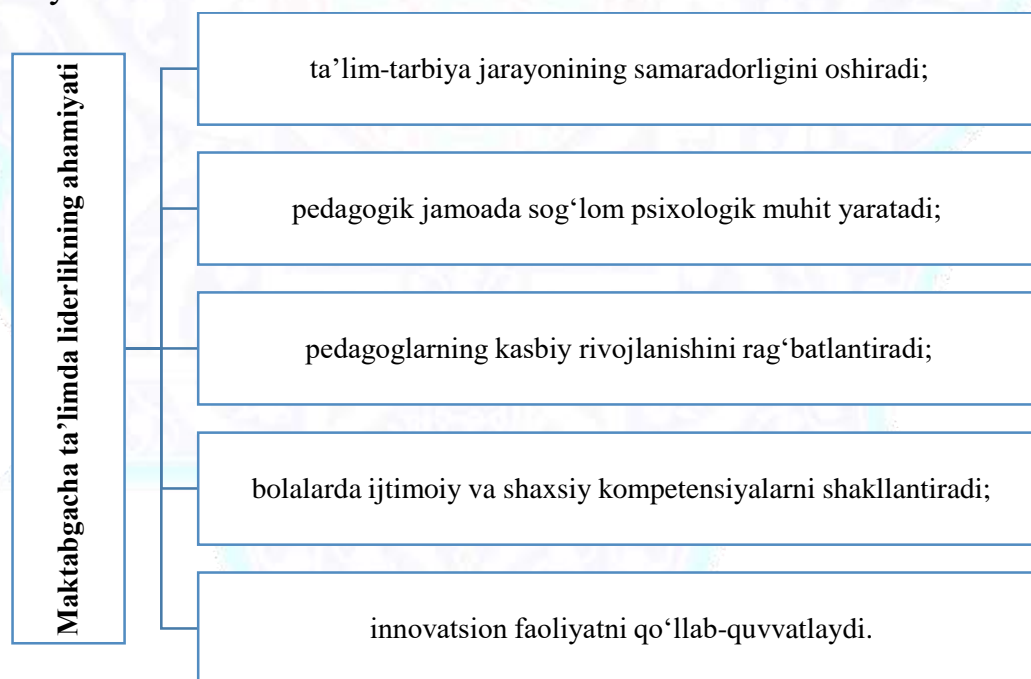 Maktabgacha ta’limda liderlikning ahamiyati
ta’lim-tarbiya jarayonining samaradorligini oshiradi;
pedagogik jamoada sog‘lom psixologik muhit yaratadi;
pedagoglarning kasbiy rivojlanishini rag‘batlantiradi;
bolalarda ijtimoiy va shaxsiy kompetensiyalarni shakllantiradi;
innovatsion faoliyatni qo‘llab-quvvatlaydi.